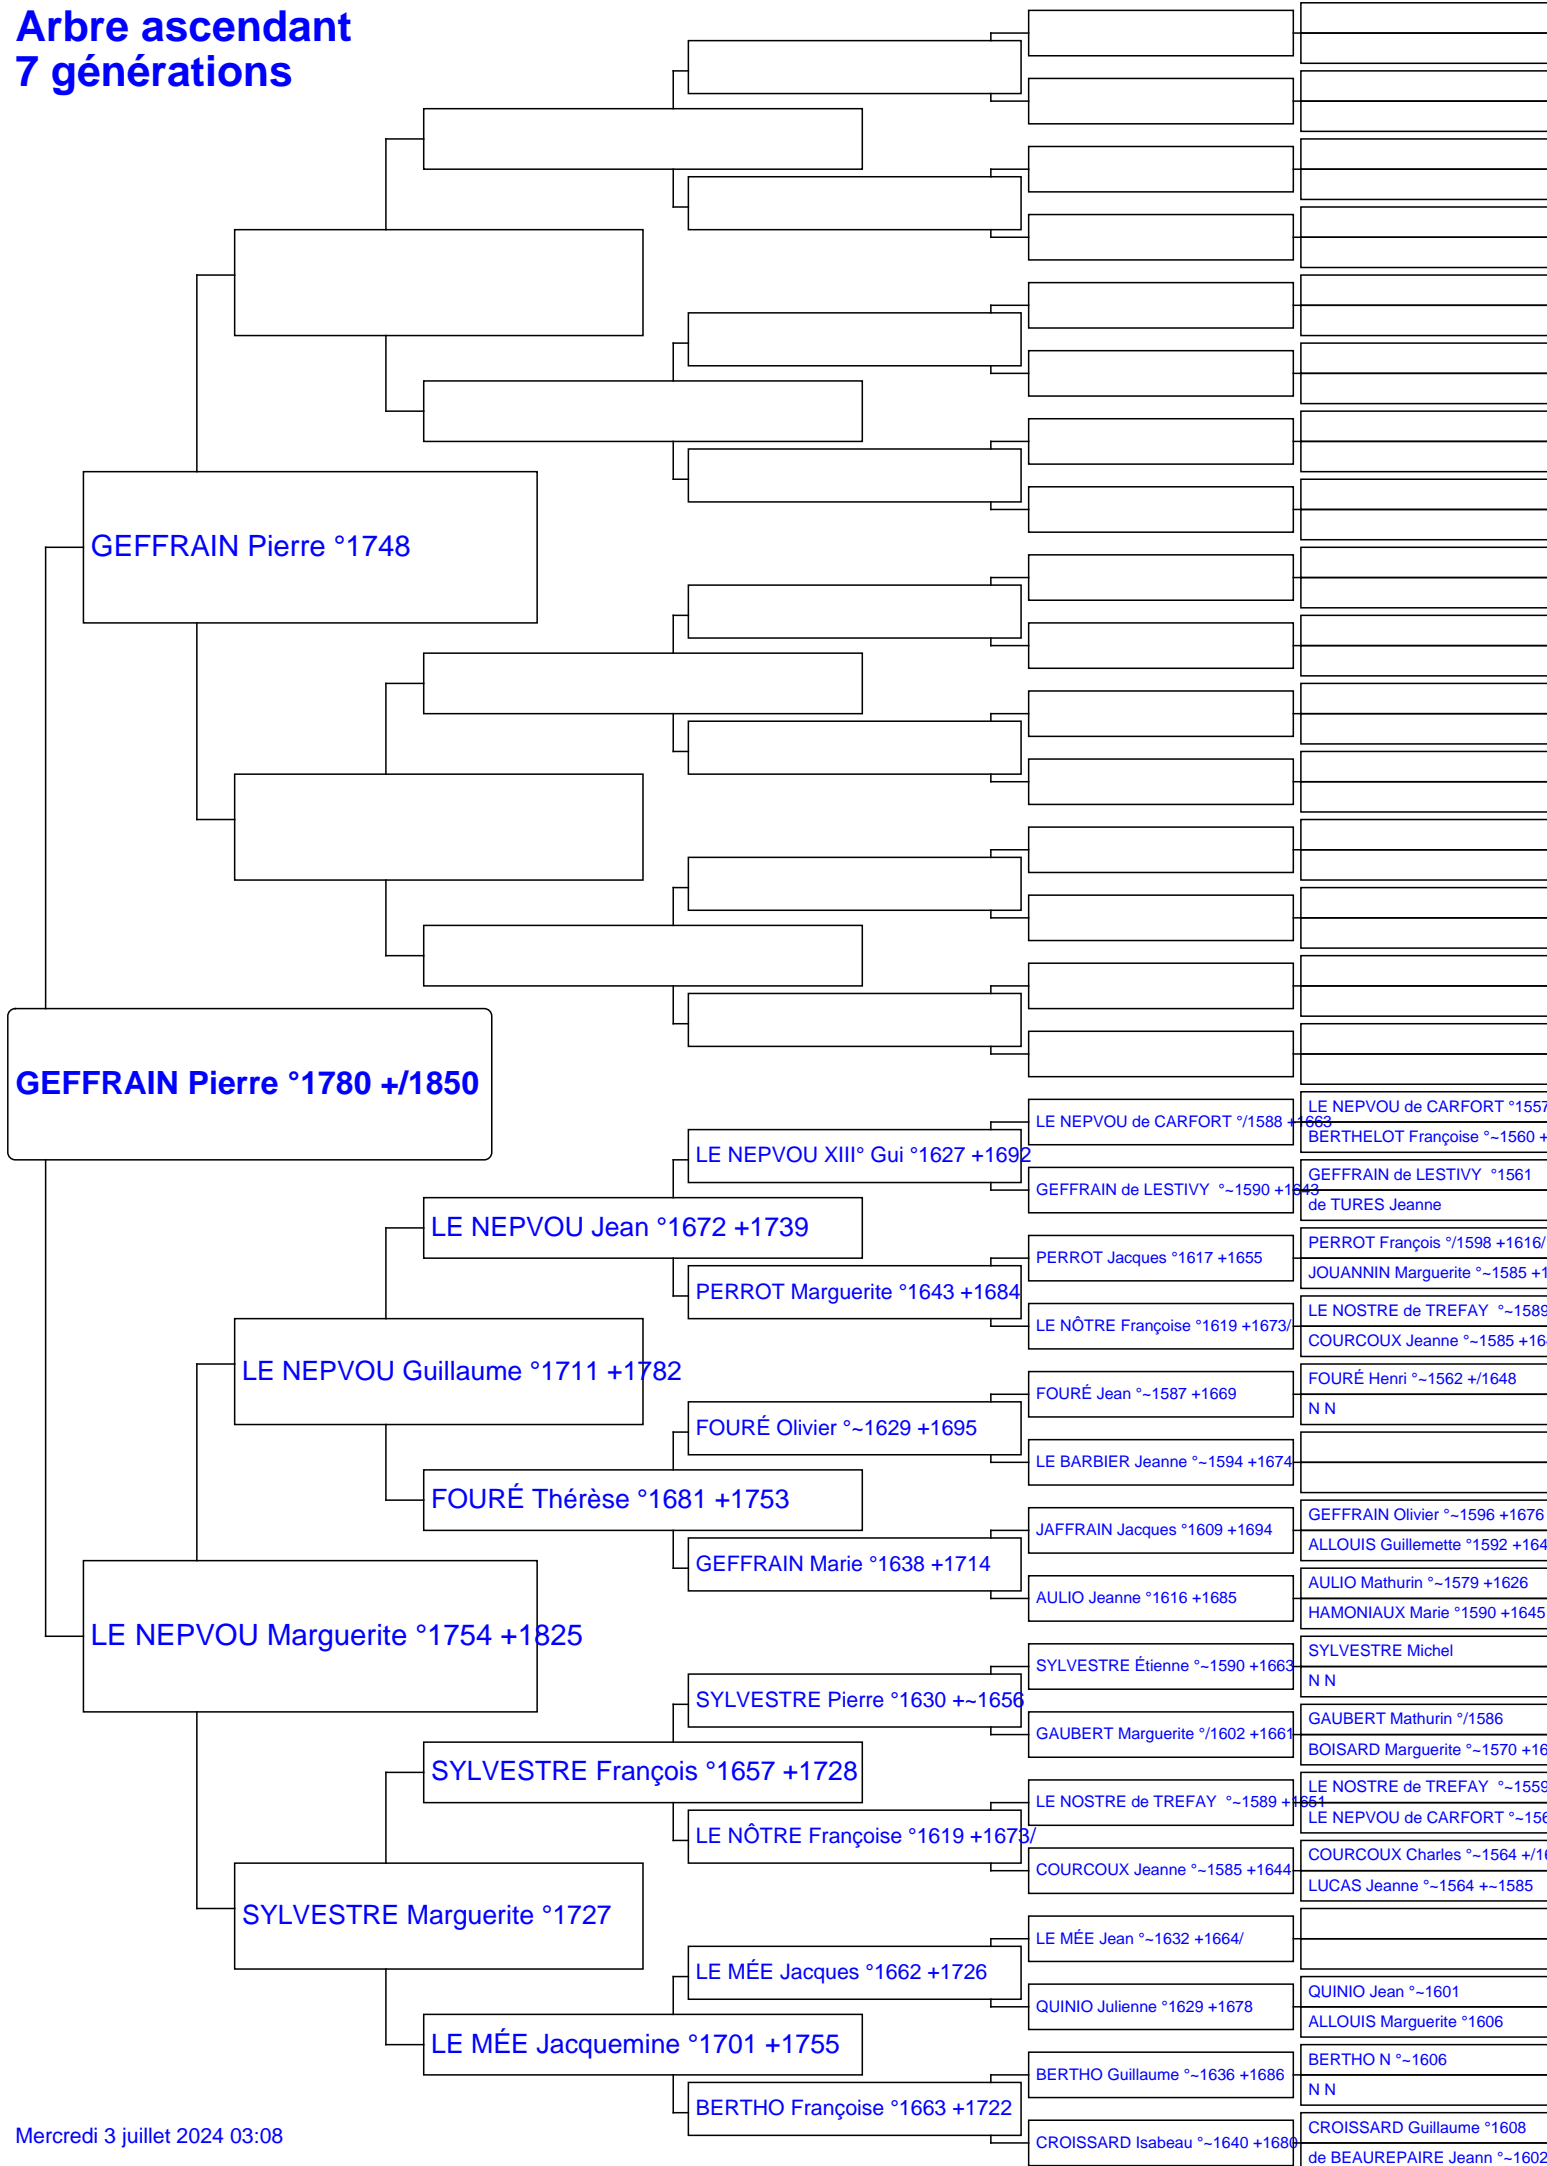 Arbre ascendant
7 générations
GEFFRAIN Pierre °1748
GEFFRAIN Pierre °1780 +/1850
LE NEPVOU Marguerite °1754 +1825
LE NEPVOU Guillaume °1711 +1782
SYLVESTRE Marguerite °1727
LE NEPVOU Jean °1672 +1739
FOURÉ Thérèse °1681 +1753
SYLVESTRE François °1657 +1728
LE MÉE Jacquemine °1701 +1755
LE NEPVOU XIII° Gui °1627 +1692
PERROT Marguerite °1643 +1684
FOURÉ Olivier °~1629 +1695
GEFFRAIN Marie °1638 +1714
SYLVESTRE Pierre °1630 +~1656
LE NÔTRE Françoise °1619 +1673/
LE MÉE Jacques °1662 +1726
BERTHO Françoise °1663 +1722
LE NEPVOU de CARFORT °/1588 +1663
GEFFRAIN de LESTIVY °~1590 +1643
PERROT Jacques °1617 +1655
LE NÔTRE Françoise °1619 +1673/
FOURÉ Jean °~1587 +1669
LE BARBIER Jeanne °~1594 +1674
JAFFRAIN Jacques °1609 +1694
AULIO Jeanne °1616 +1685
SYLVESTRE Étienne °~1590 +1663
GAUBERT Marguerite °/1602 +1661
LE NOSTRE de TREFAY °~1589 +1651
COURCOUX Jeanne °~1585 +1644
LE MÉE Jean °~1632 +1664/
QUINIO Julienne °1629 +1678
BERTHO Guillaume °~1636 +1686
CROISSARD Isabeau °~1640 +1680
LE NEPVOU de CARFORT °1557
BERTHELOT Françoise °~1560 +
GEFFRAIN de LESTIVY °1561
de TURES Jeanne
PERROT François °/1598 +1616/
JOUANNIN Marguerite °~1585 +1
LE NOSTRE de TREFAY °~1589
COURCOUX Jeanne °~1585 +16
FOURÉ Henri °~1562 +/1648
N N
GEFFRAIN Olivier °~1596 +1676
ALLOUIS Guillemette °1592 +164
AULIO Mathurin °~1579 +1626
HAMONIAUX Marie °1590 +1645
SYLVESTRE Michel
N N
GAUBERT Mathurin °/1586
BOISARD Marguerite °~1570 +16
LE NOSTRE de TREFAY °~1559
LE NEPVOU de CARFORT °~156
COURCOUX Charles °~1564 +/16
LUCAS Jeanne °~1564 +~1585
QUINIO Jean °~1601
ALLOUIS Marguerite °1606
BERTHO N °~1606
N N
CROISSARD Guillaume °1608
de BEAUREPAIRE Jeann °~1602
Mercredi 3 juillet 2024 03:08